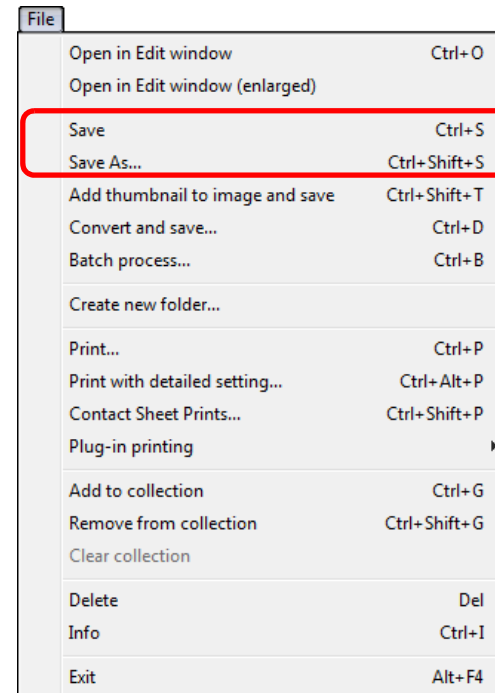 File
Open in Edit window Ctrl+O
Open in Edit window (enlarged)
Save Ctrl+S
Save As... Ctrl+Shift+S
Add thumbnail to image and save Ctrl+Shift+T
Convert and save... Ctrl+D
Batch process... Ctrl+B
Create new folder...
Print... Ctrl+P
Print with detailed setting... Ctrl+Alt+P
Contact Sheet Prints... Ctrl+Shift+P
Plug-in printing
Add to collection Ctrl+G
Remove from collection Ctrl+Shift+G
Clear collection
Delete Del
Info Ctrl+I
Exit Alt+F4